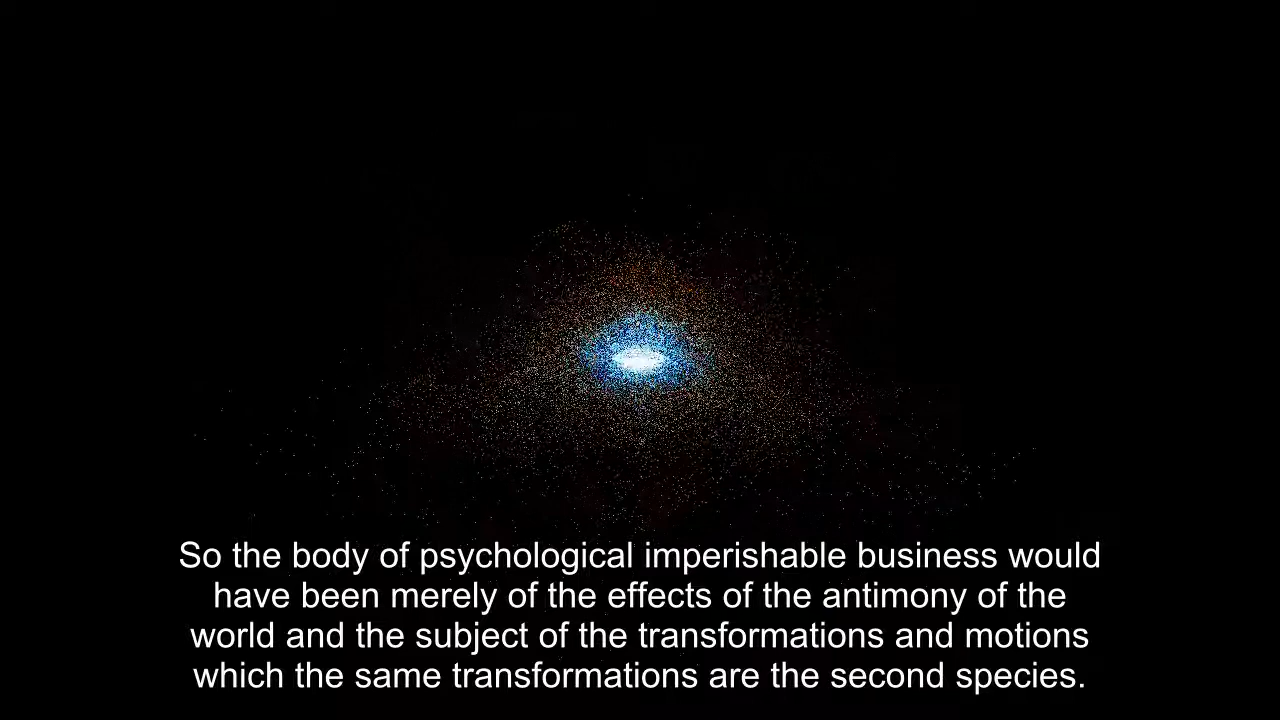 So the body of psychological imperishable business would
have been merely of the effects of the antimony of the
world and the subject of the transformations and motions
which the same transformations are the second species.